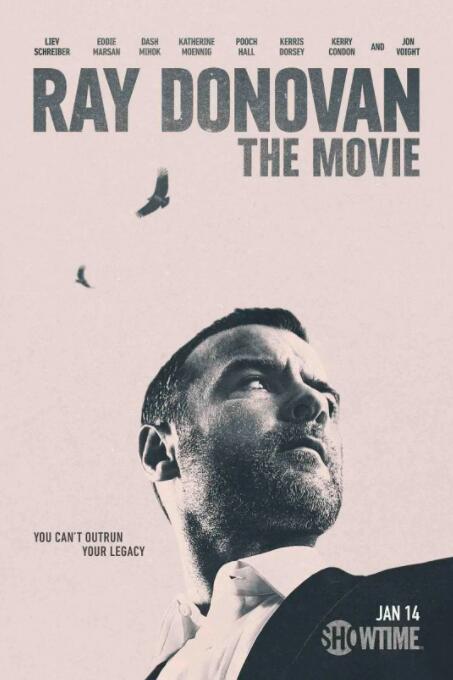 LIEV SCHREIBER EDDIE MARSAN DASH MIHOK KATHERINE MOENNIG POOCH HALL KERRIS DORSEY KERRY CONDON AND JON VOIGHT
RAY DONOVAN
THE MOVIE
YOU CAN'T OUTRUN
YOUR LEGACY
JAN 14
SHOWTIME